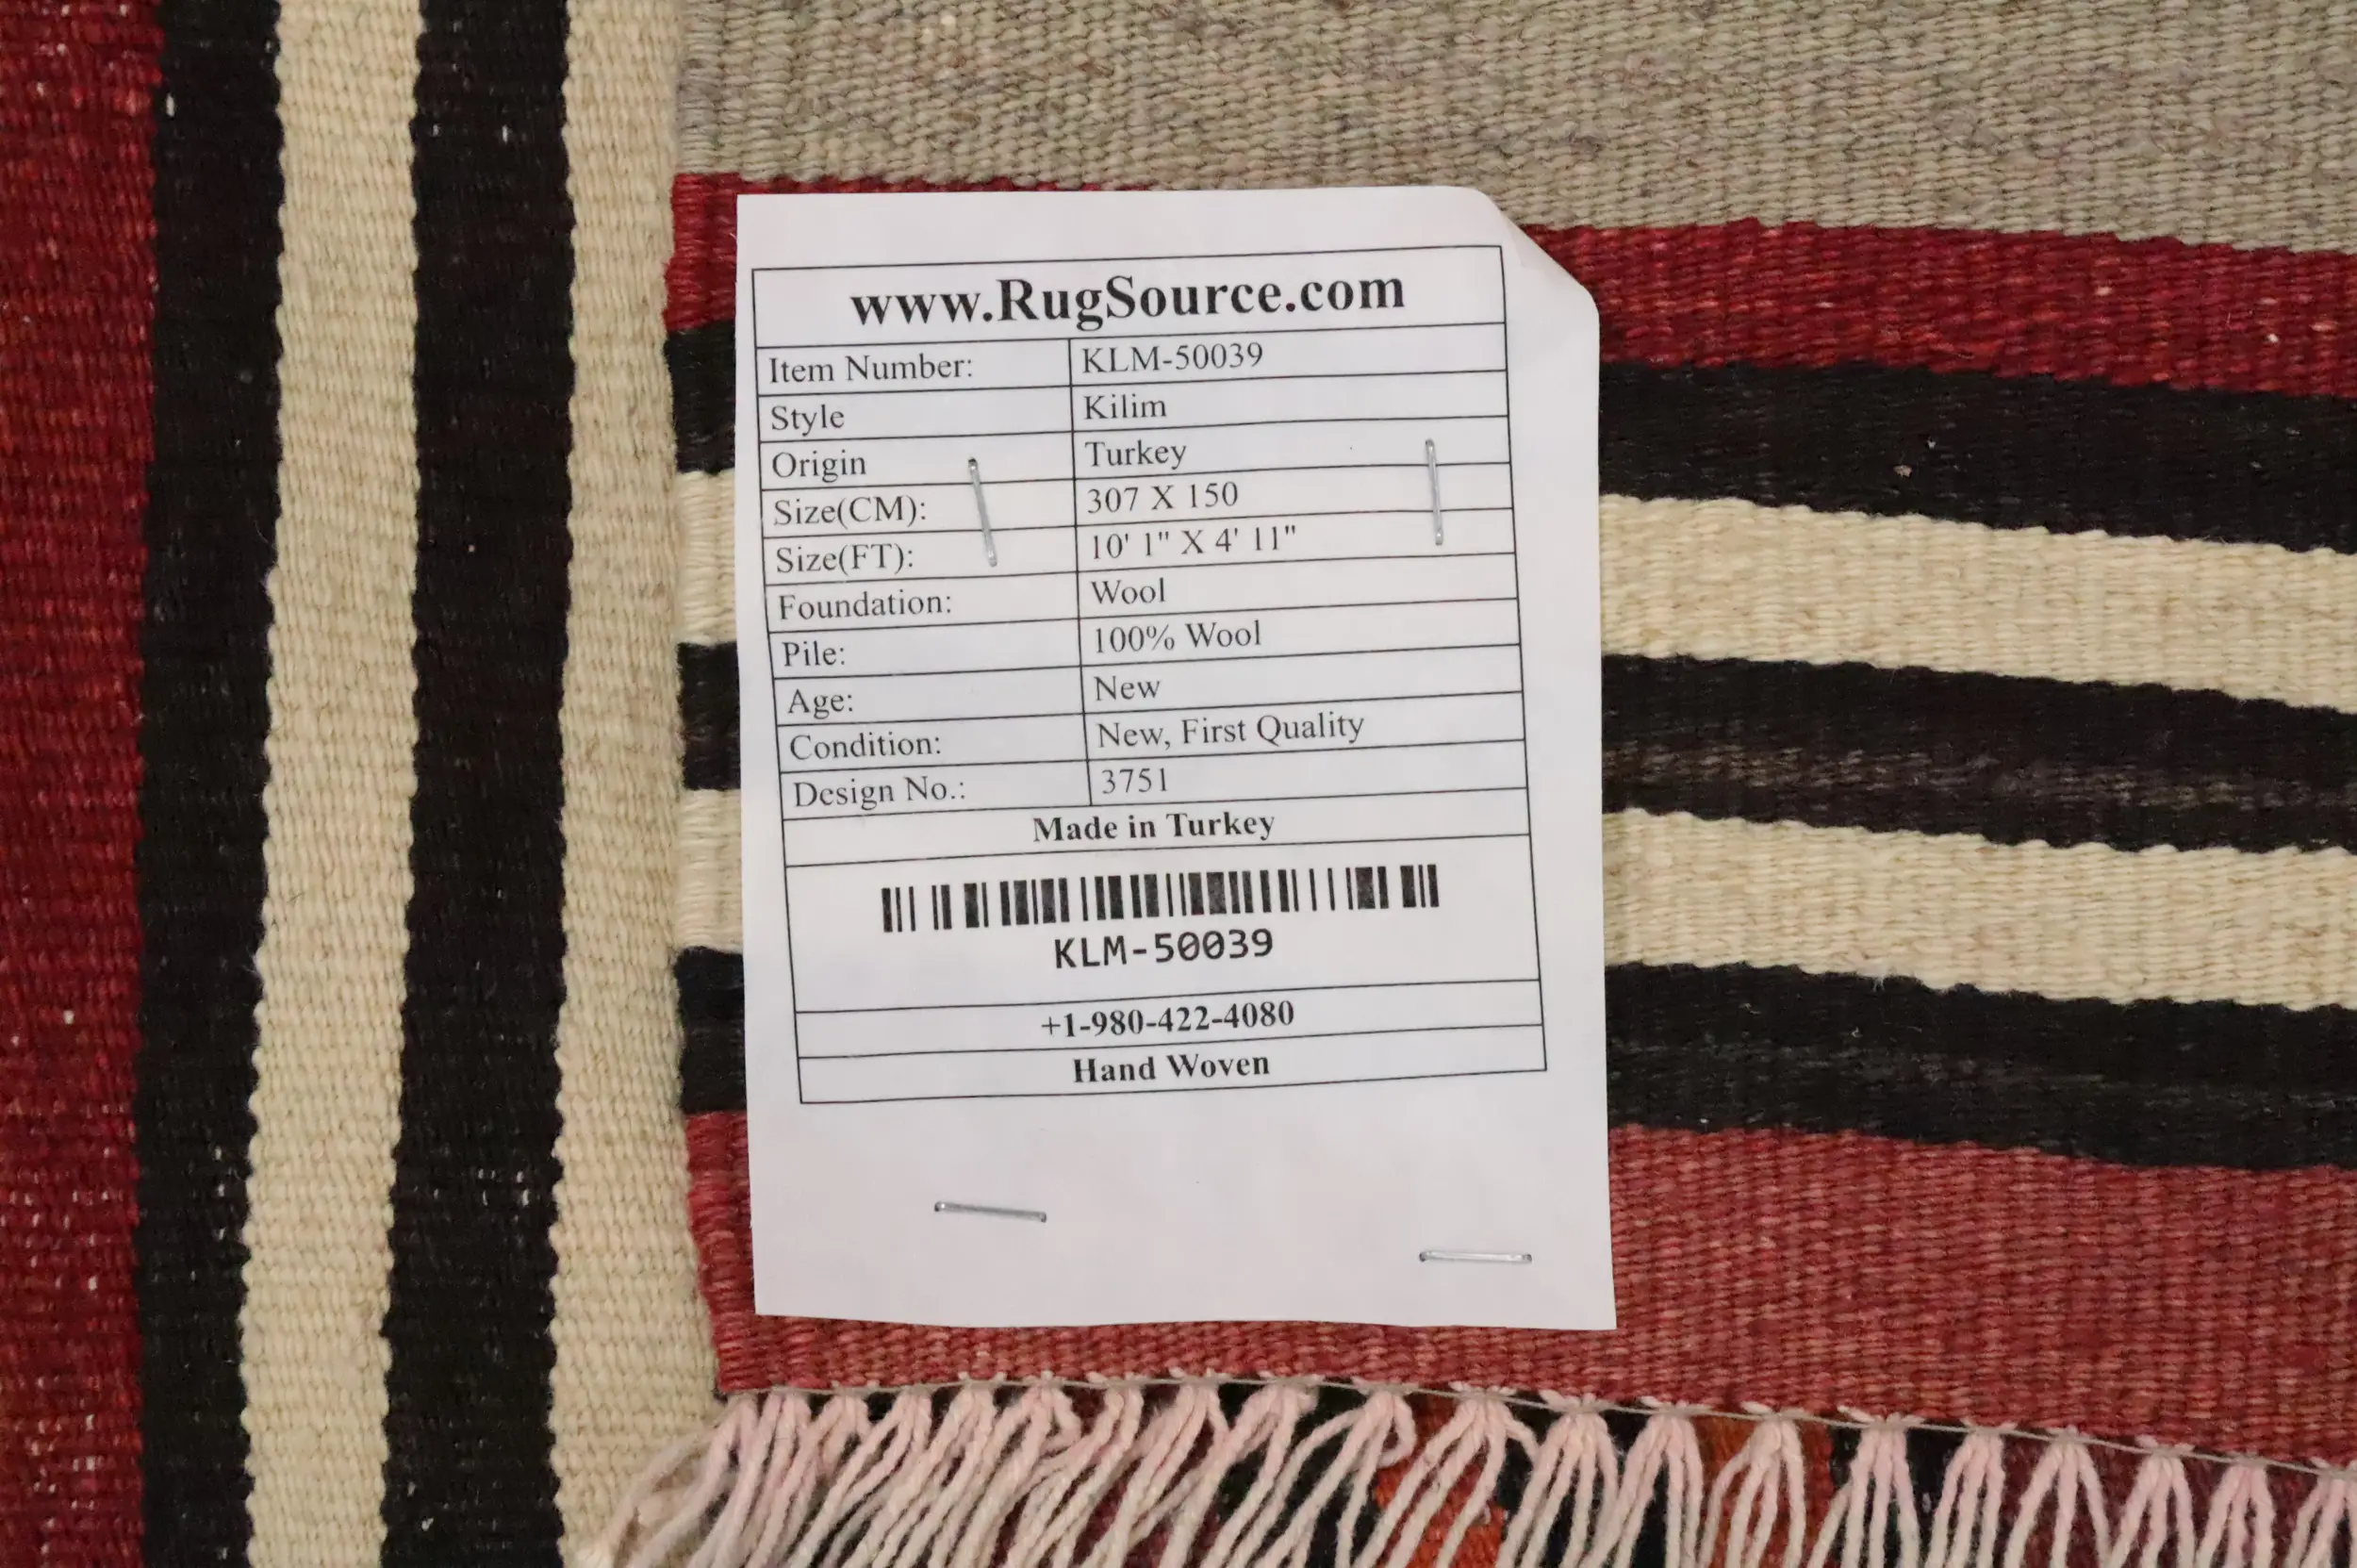 www.RugSource.com
Item Number: KLM-50039
Style Kilim
Origin Turkey
Size(CM): 307 X 150
Size(FT): 10' 1" X 4' 11"
Foundation: Wool
Pile: 100% Wool
Age: New
Condition: New, First Quality
Design No.: 3751
Made in Turkey
KLM-50039
+1-980-422-4080
Hand Woven